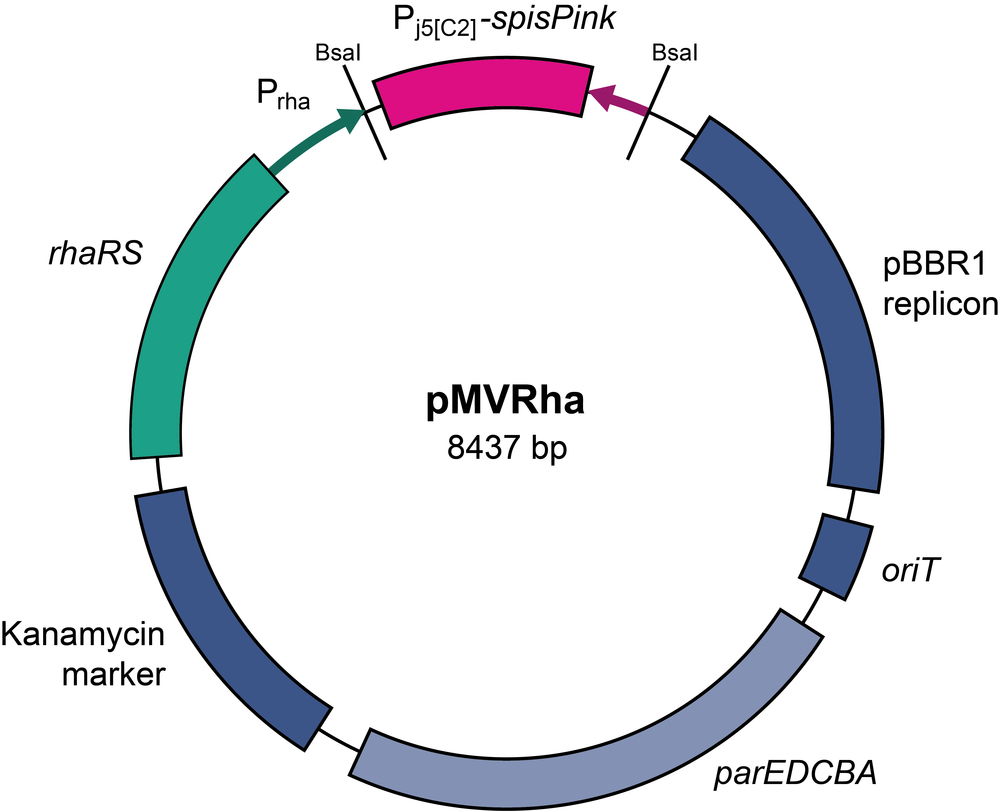 Pj5[C2]-spisPink
BsaI
BsaI
Prha
rhaRS
pBBR1
replicon
pMVRha
8437 bp
oriT
Kanamycin
marker
parEDCBA